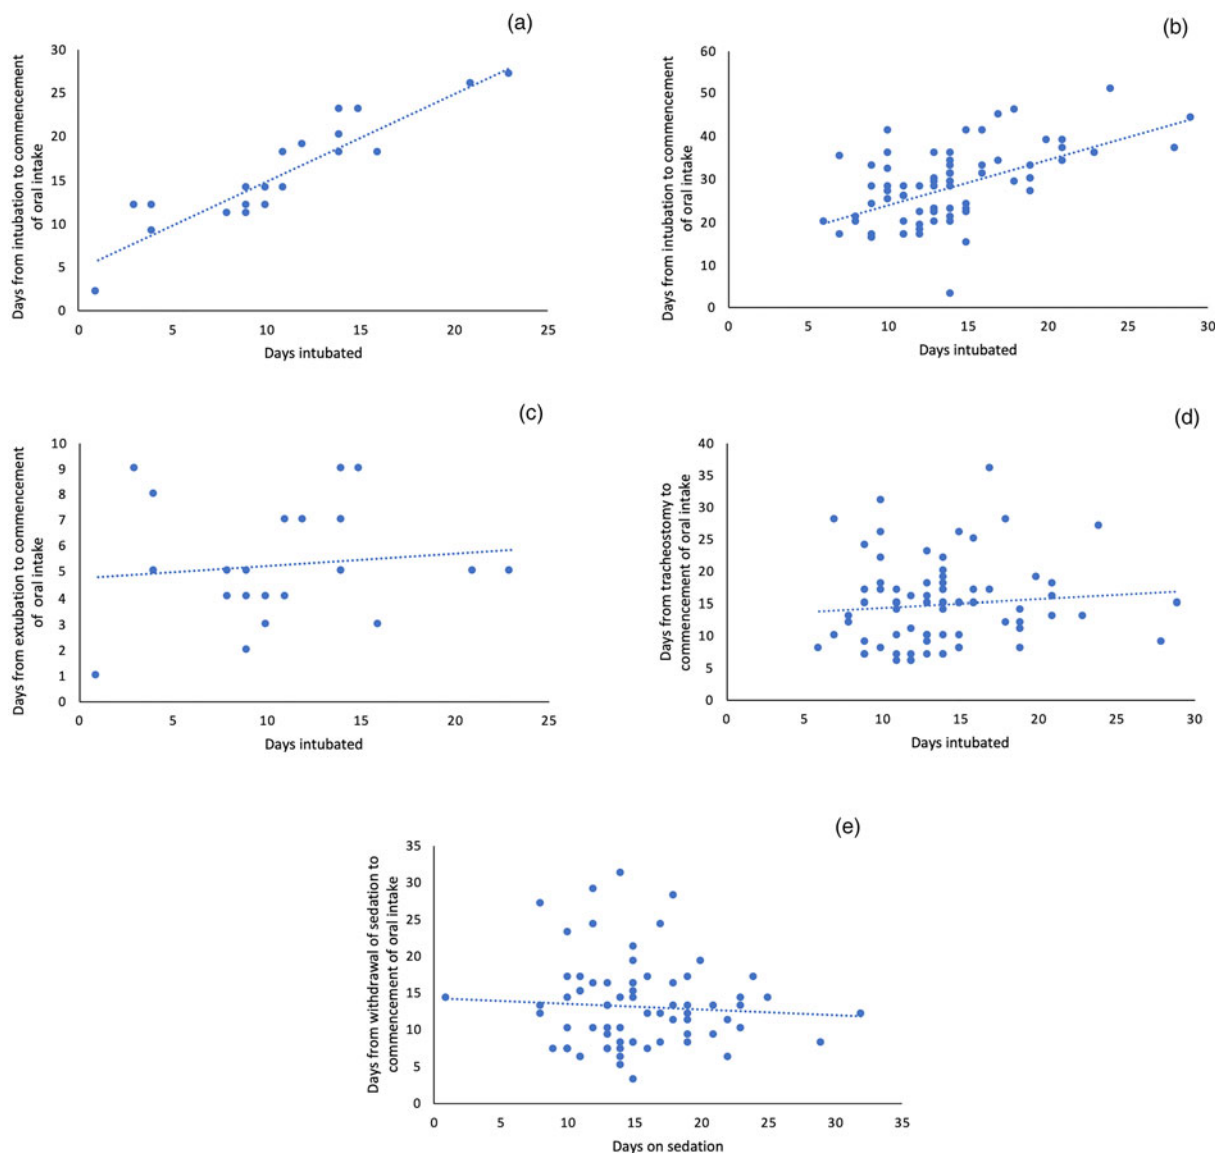 (a)
Days from intubation to commencement
of oral intake
30
25
20
15
10
5
0
0 5 10 15 20 25
Days intubated
(b)
Days from intubation to commencement
of oral intake
60
50
40
30
20
10
0
0 5 10 15 20 25 30
Days intubated
(c)
Days from extubation to commencement
of oral intake
10
9
8
7
6
5
4
3
2
1
0
0 5 10 15 20 25
Days intubated
(d)
Days from tracheostomy to
commencement of oral intake
40
35
30
25
20
15
10
5
0
0 5 10 15 20 25 30
Days intubated
(e)
Days from withdrawal of sedation to
commencement of oral intake
35
30
25
20
15
10
5
0
0 5 10 15 20 25 30 35
Days on sedation